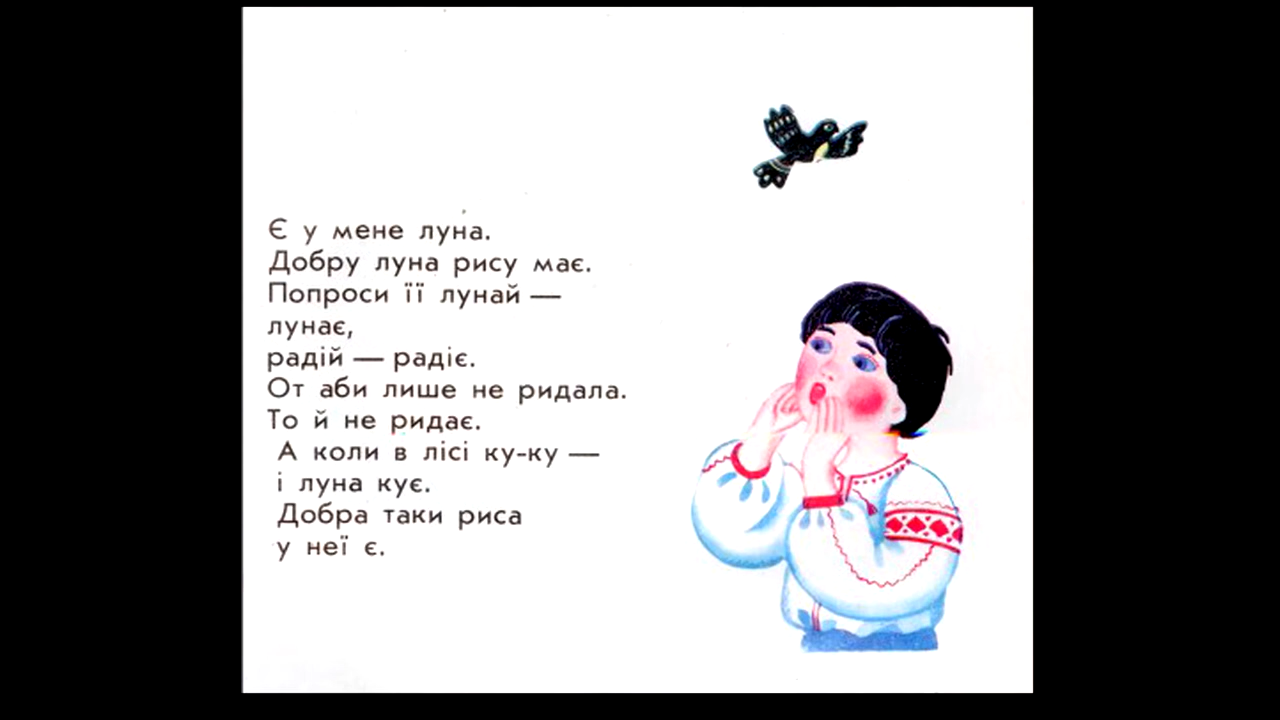 Є у мене луна.
Добру луна рису має.
Попроси її лунай —
лунає,
радій — радіє.
От аби лише не ридала.
То й не ридає.
А коли в лісі ку-ку —
і луна кує.
Добра таки риса
у неї є.